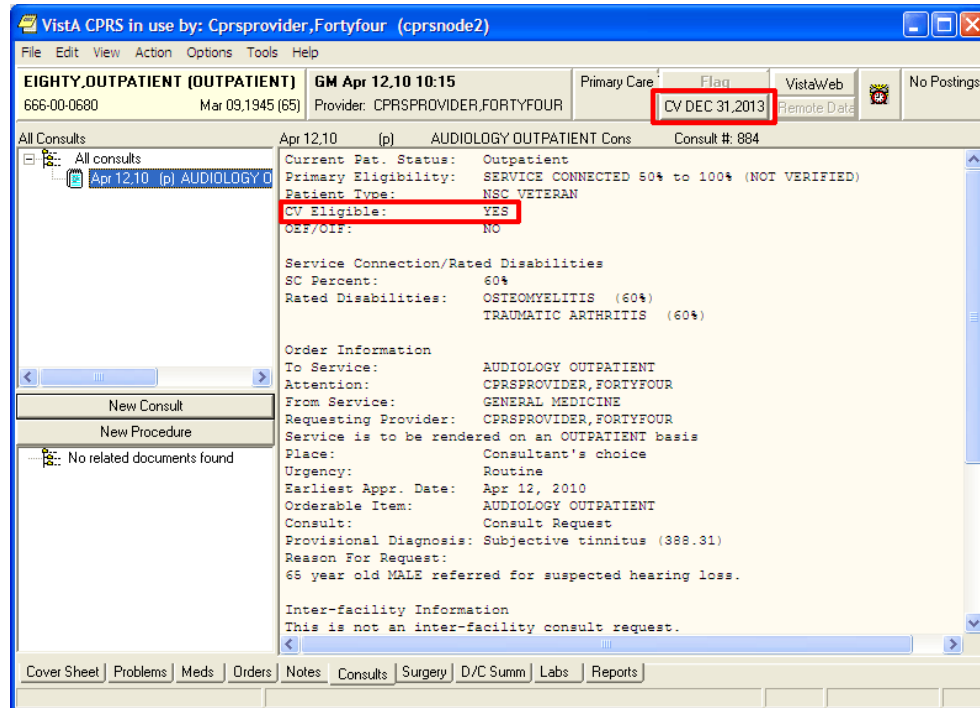 VistA CPRS in use by: Cprsprovider,Fortyfour (cprsnode2)
File Edit View Action Options Tools Help
EIGHTY,OUTPATIENT (OUTPATIENT) GM Apr 12,10 10:15 Primary Care Flag VistaWeb No Postings
666-00-0680 Mar 09,1945 (65) Provider: CPRSPROVIDER,FORTYFOUR CV DEC 31,2013 Remote Data
All Consults Apr 12,10 (p) AUDIOLOGY OUTPATIENT Cons Consult #: 884
All consults
Apr 12,10 (p) AUDIOLOGY O
New Consult
New Procedure
No related documents found
Current Pat. Status: Outpatient
Primary Eligibility: SERVICE CONNECTED 50% to 100% (NOT VERIFIED)
Patient Type: NSC VETERAN
CV Eligible: YES
OEF/OIF: NO
Service Connection/Rated Disabilities
SC Percent: 60%
Rated Disabilities: OSTEOMYELITIS (60%)
TRAUMATIC ARTHRITIS (60%)
Order Information
To Service: AUDIOLOGY OUTPATIENT
Attention: CPRSPROVIDER,FORTYFOUR
From Service: GENERAL MEDICINE
Requesting Provider: CPRSPROVIDER,FORTYFOUR
Service is to be rendered on an OUTPATIENT basis
Place: Consultant's choice
Urgency: Routine
Earliest Appr. Date: Apr 12, 2010
Orderable Item: AUDIOLOGY OUTPATIENT
Consult: Consult Request
Provisional Diagnosis: Subjective tinnitus (388.31)
Reason For Request:
65 year old MALE referred for suspected hearing loss.
Inter-facility Information
This is not an inter-facility consult request.
Cover Sheet Problems Meds Orders Notes Consults Surgery D/C Summ Labs Reports